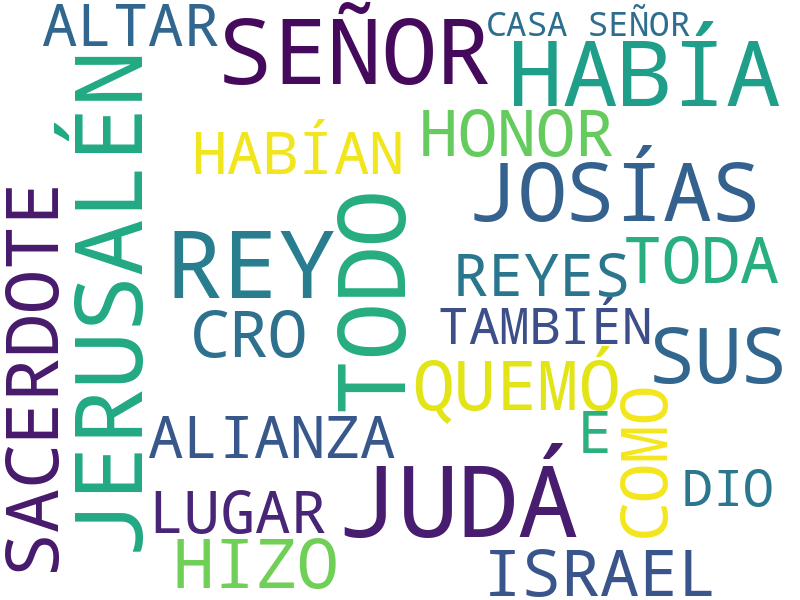 ALTAR
SEÑOR
CASA SEÑOR
HABÍA
JERUSALÉN
HABÍAN
HONOR
JOSÍAS
SACERDOTE
REY
TODO
REYES
TODA
CRO
TAMBIÉN
SUS
QUEMÓ
ALIANZA
E
COMO
JUDÁ
LUGAR
DIO
HIZO
ISRAEL